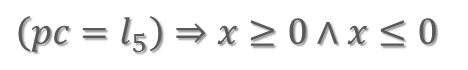 (pc = l₅) ⇒ x ≥ 0 ∧ x ≤ 0